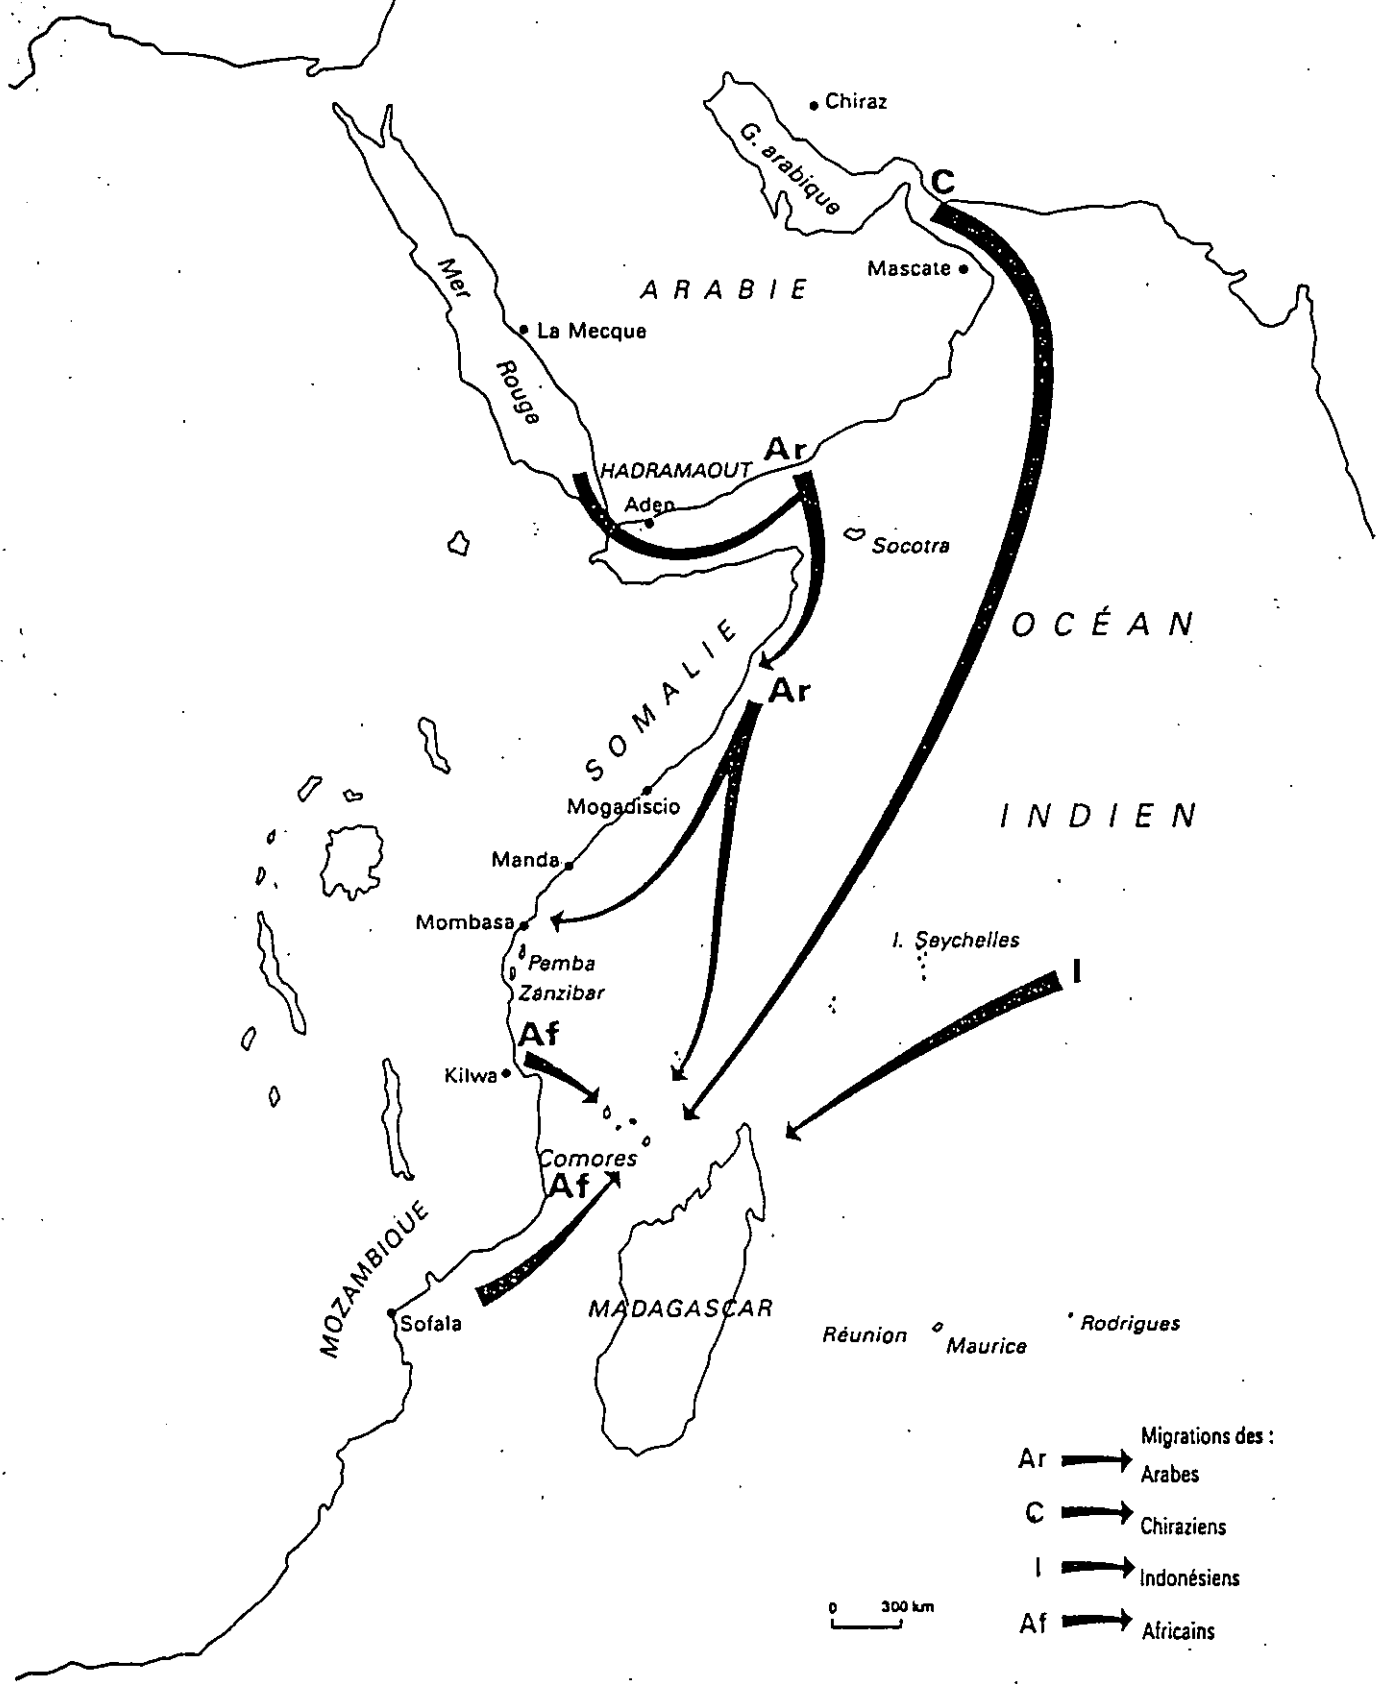 Chiraz
G. arabique
C
Mascate
ARABIE
Mer
Rouge
La Mecque
HADRAMAOUT
Ar
Aden
Socotra
OCÉAN
SOMALIE
Ar
Mogadiscio
INDIEN
Manda
Mombasa
I. Seychelles
Pemba
Zanzibar
I
Af
Kilwa
Comores
Af
MOZAMBIQUE
MADAGASCAR
Sofala
Réunion
Maurice
Rodrigues
Migrations des :
Ar Arabes
C Chiraziens
I Indonésiens
Af Africains
0 300 km